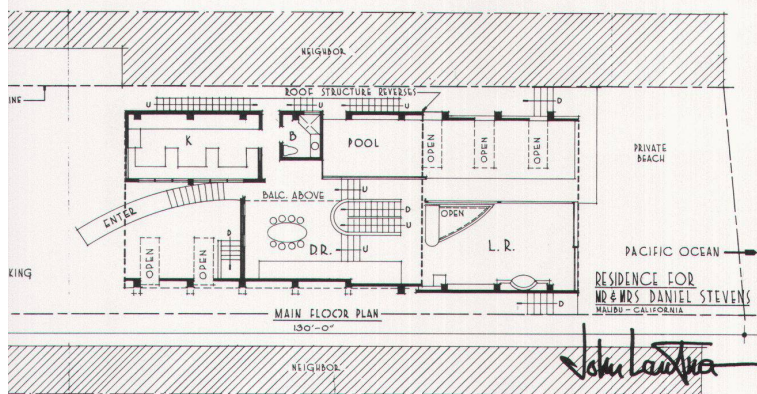 NEIGHBOR
ROOF STRUCTURE REVERSES
INE
U
U
U
D
K
B
POOL
OPEN
OPEN
OPEN
PRIVATE
BEACH
BALC. ABOVE
U
ENTER
D
OPEN
D.R.
U
L.R.
OPEN
OPEN
D
PACIFIC OCEAN
KING
RESIDENCE FOR
MR & MRS DANIEL STEVENS
MALIBU - CALIFORNIA
D
MAIN FLOOR PLAN
130'-0"
John Lautner
NEIGHBOR